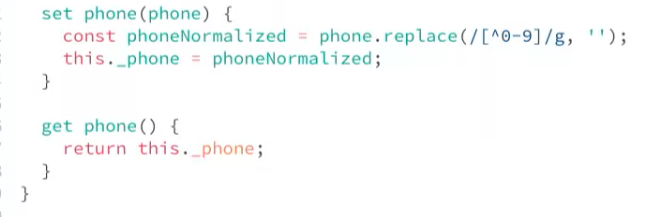 set phone(phone) {
const phoneNormalized = phone.replace(/[^0-9]/g, '');
this._phone = phoneNormalized;
}
get phone() {
return this._phone;
}
}